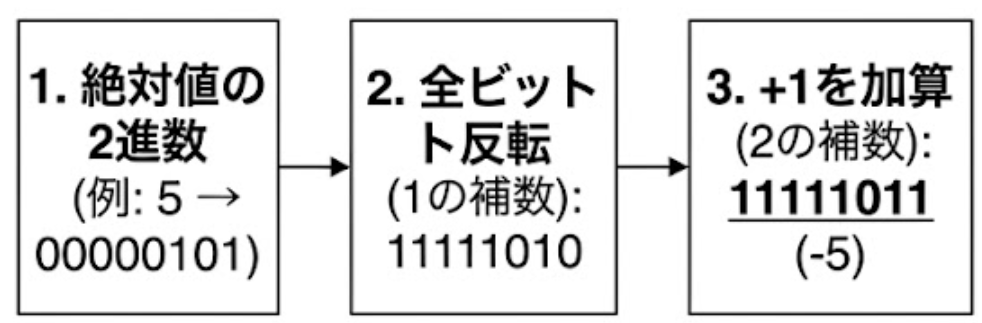 1. 絶対値の
2進数
(例: 5 →
00000101)
2. 全ビット
ト反転
(1の補数):
11111010
3. +1を加算
(2の補数):
11111011
(-5)